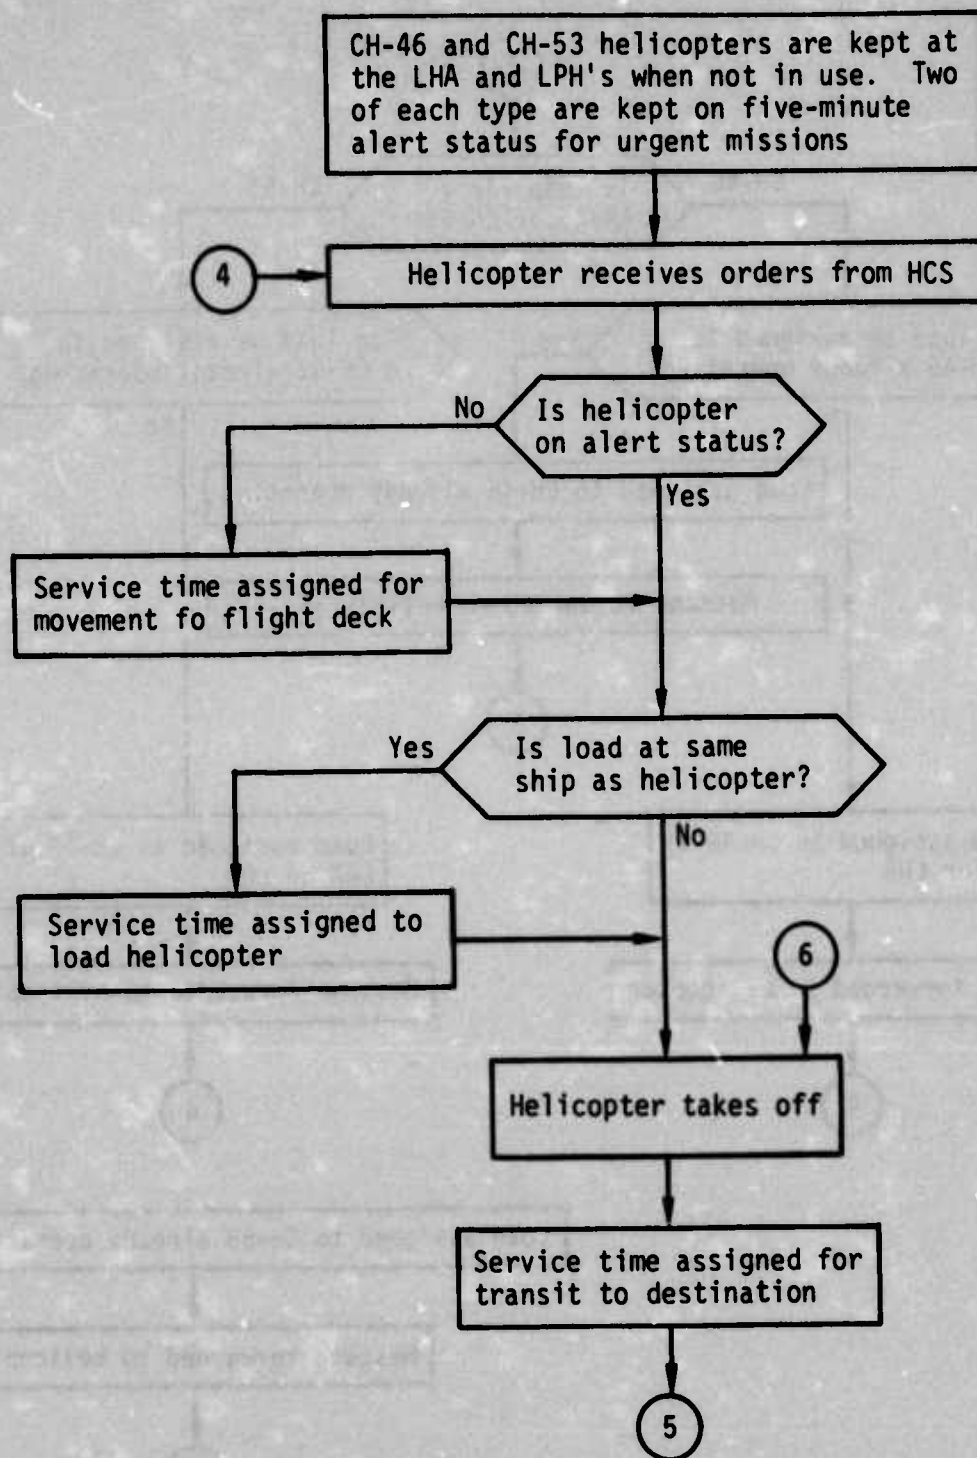 CH-46 and CH-53 helicopters are kept at
the LHA and LPH's when not in use. Two
of each type are kept on five-minute
alert status for urgent missions
4
Helicopter receives orders from HCS
No
Is helicopter
on alert status?
Yes
Service time assigned for
movement fo flight deck
Yes
Is load at same
ship as helicopter?
No
Service time assigned to
load helicopter
6
Helicopter takes off
Service time assigned for
transit to destination
5